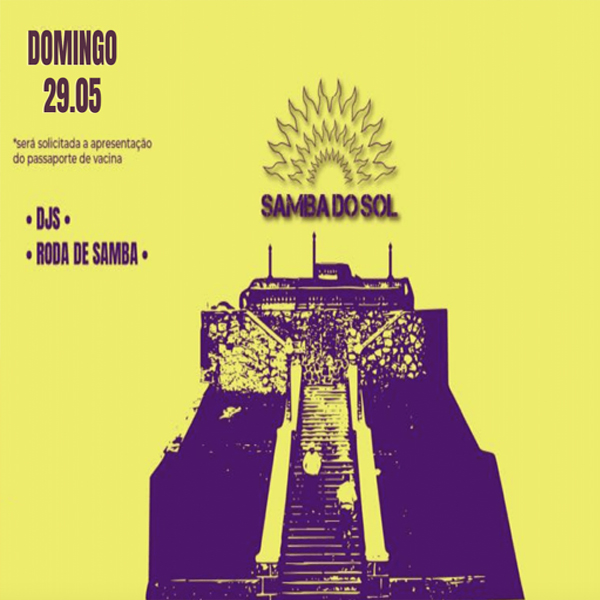 DOMINGO
29.05
*será solicitada a apresentação
do passaporte de vacina
• DJS •
• RODA DE SAMBA •
SAMBA DO SOL